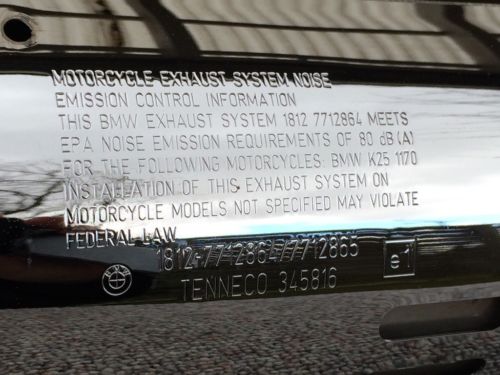 MOTORCYCLE EXHAUST SYSTEM NOISE
EMISSION CONTROL INFORMATION
THIS BMW EXHAUST SYSTEM 1812 7712864 MEETS
EPA NOISE EMISSION REQUIREMENTS OF 80 dB (A)
FOR THE FOLLOWING MOTORCYCLES: BMW K25 1170
INSTALLATION OF THIS EXHAUST SYSTEM ON
MOTORCYCLE MODELS NOT SPECIFIED MAY VIOLATE
FEDERAL LAW
1812-7712864/7712865
e1
TENNECO 345816